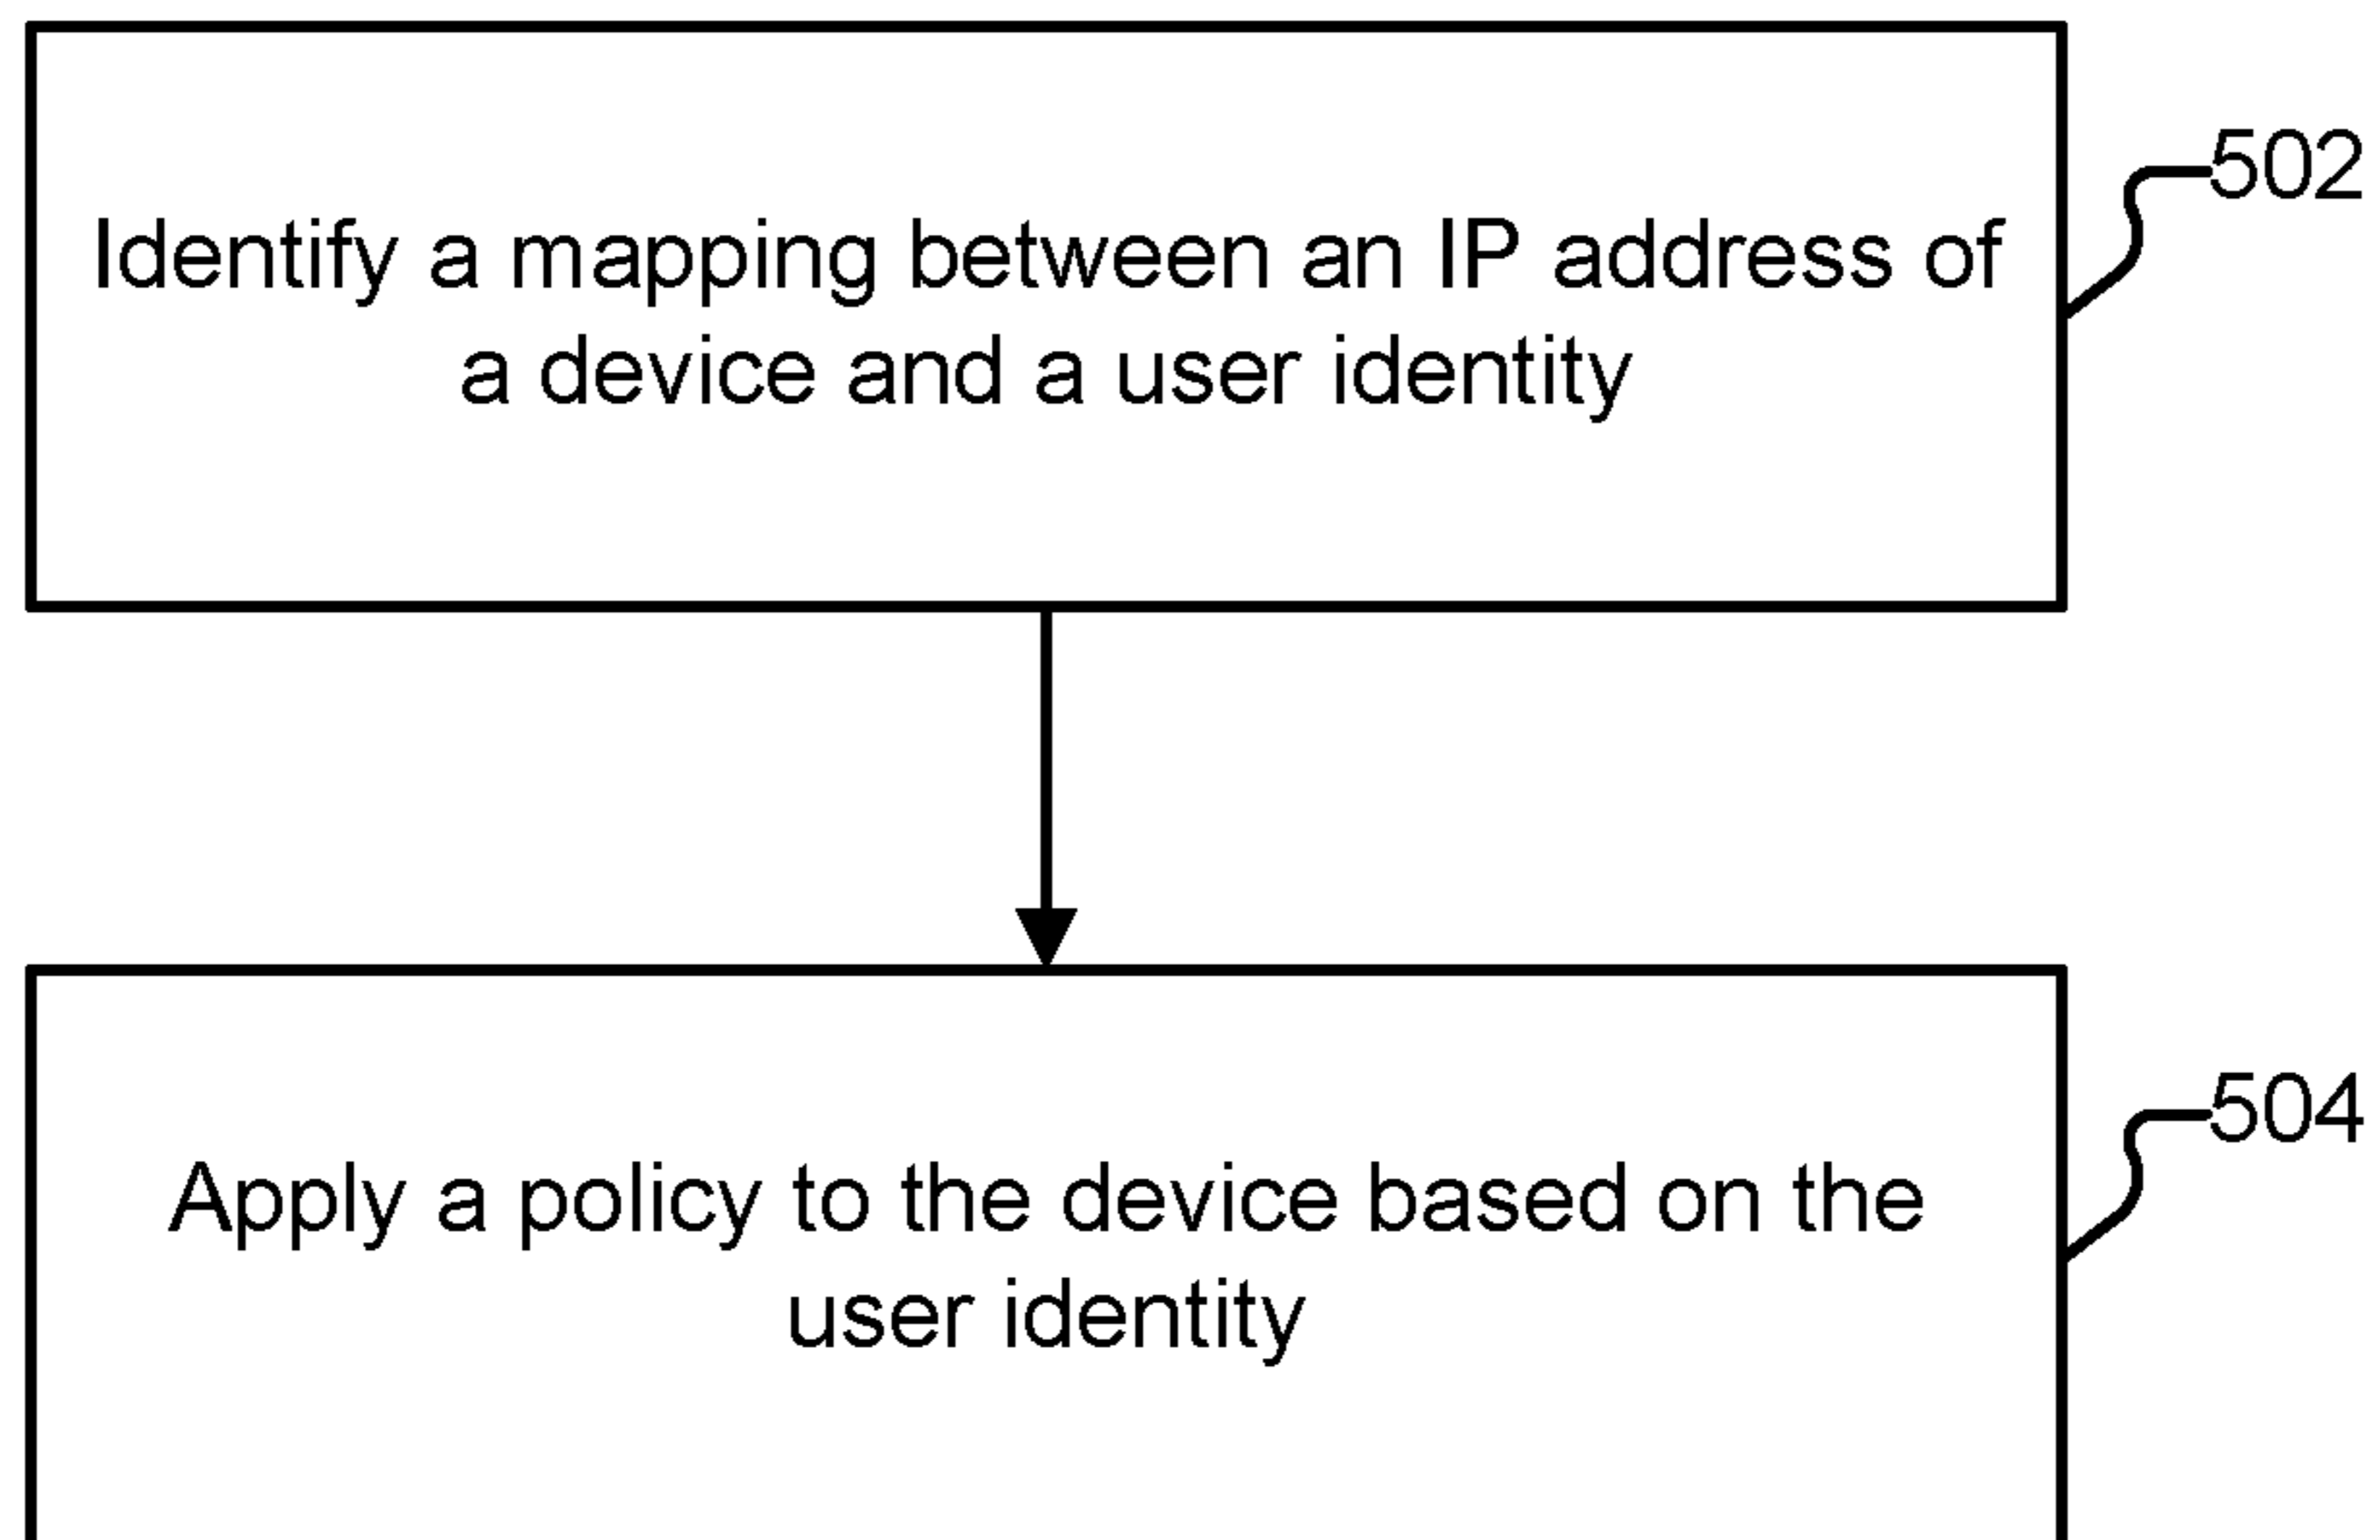 502
Identify a mapping between an IP address of
a device and a user identity
504
Apply a policy to the device based on the
user identity